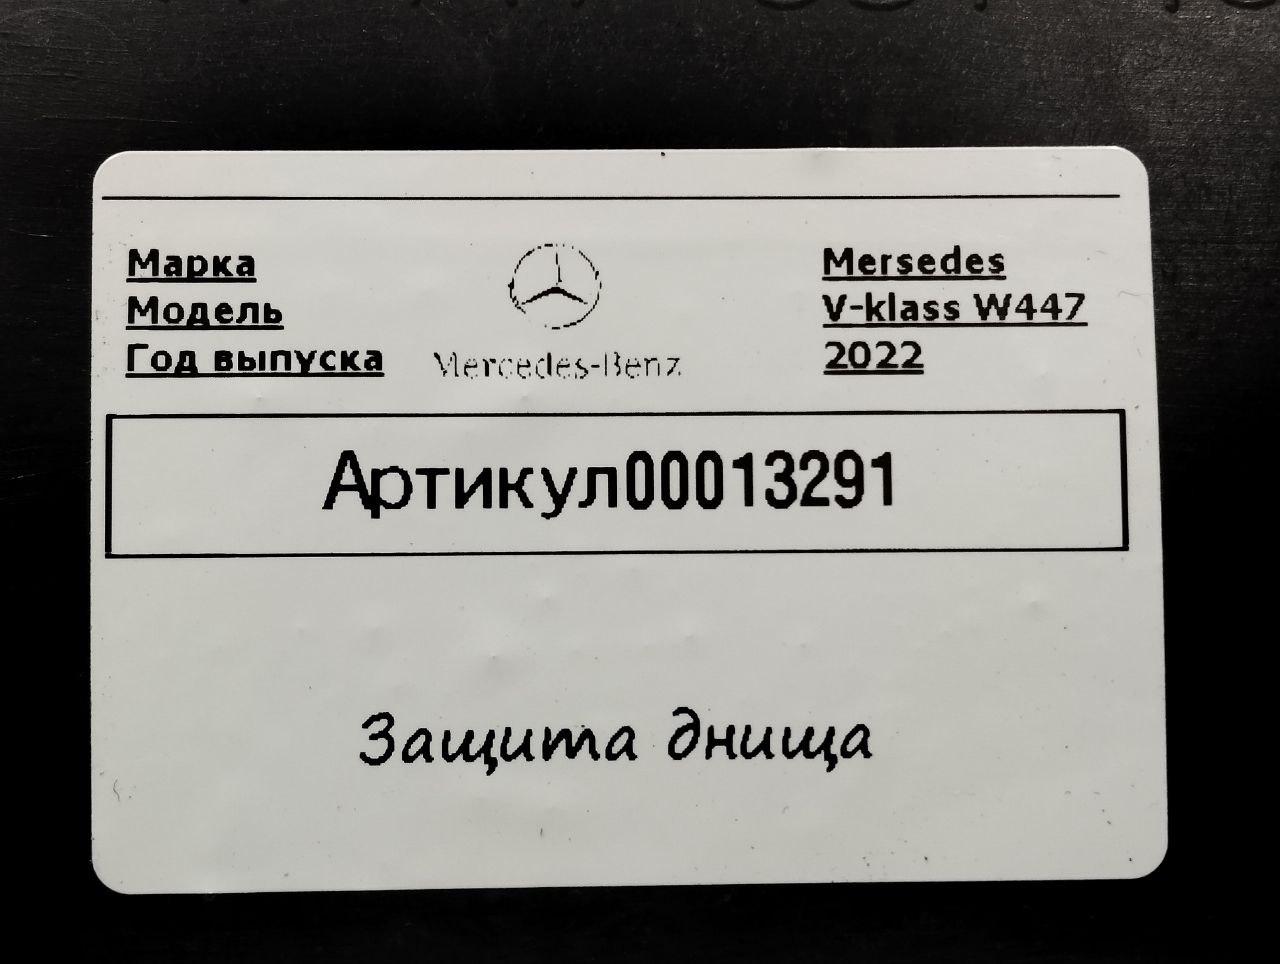 Марка Mersedes
Модель V-klass W447
Год выпуска Mercedes-Benz 2022
Артикул00013291
Защита днища